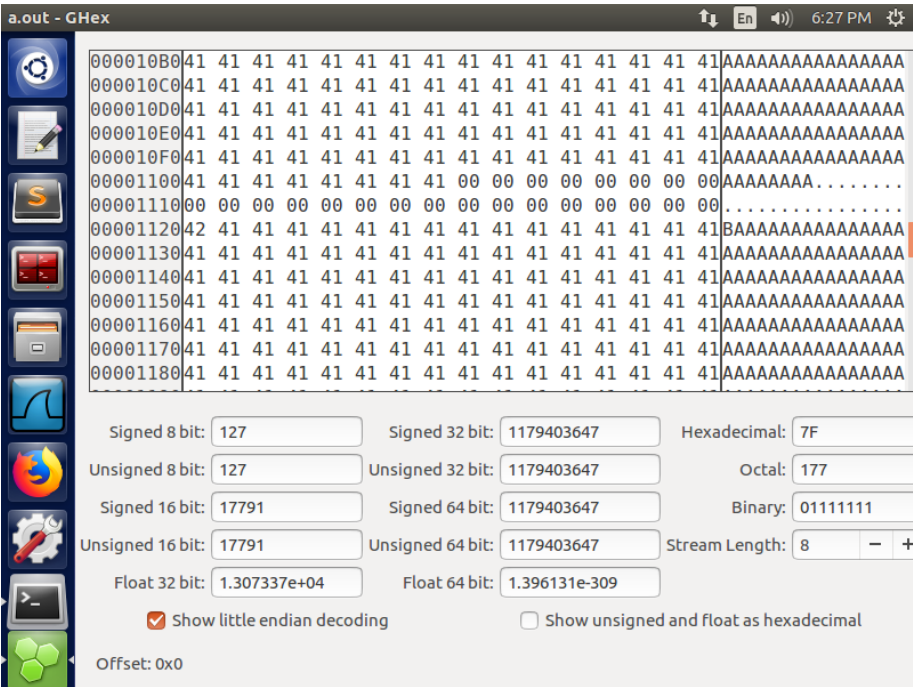 a.out - GHex
En 6:27 PM
000010B0 41 41 41 41 41 41 41 41 41 41 41 41 41 41 41 41 AAAAAAAAAAAAAAAA
000010C0 41 41 41 41 41 41 41 41 41 41 41 41 41 41 41 41 AAAAAAAAAAAAAAAA
000010D0 41 41 41 41 41 41 41 41 41 41 41 41 41 41 41 41 AAAAAAAAAAAAAAAA
000010E0 41 41 41 41 41 41 41 41 41 41 41 41 41 41 41 41 AAAAAAAAAAAAAAAA
000010F0 41 41 41 41 41 41 41 41 41 41 41 41 41 41 41 41 AAAAAAAAAAAAAAAA
00001100 41 41 41 41 41 41 41 41 00 00 00 00 00 00 00 00 AAAAAAAA........
00001110 00 00 00 00 00 00 00 00 00 00 00 00 00 00 00 00 ................
00001120 42 41 41 41 41 41 41 41 41 41 41 41 41 41 41 41 BAAAAAAAAAAAAAAA
00001130 41 41 41 41 41 41 41 41 41 41 41 41 41 41 41 41 AAAAAAAAAAAAAAAA
00001140 41 41 41 41 41 41 41 41 41 41 41 41 41 41 41 41 AAAAAAAAAAAAAAAA
00001150 41 41 41 41 41 41 41 41 41 41 41 41 41 41 41 41 AAAAAAAAAAAAAAAA
00001160 41 41 41 41 41 41 41 41 41 41 41 41 41 41 41 41 AAAAAAAAAAAAAAAA
00001170 41 41 41 41 41 41 41 41 41 41 41 41 41 41 41 41 AAAAAAAAAAAAAAAA
00001180 41 41 41 41 41 41 41 41 41 41 41 41 41 41 41 41 AAAAAAAAAAAAAAAA
Signed 8 bit: 127 Signed 32 bit: 1179403647 Hexadecimal: 7F
Unsigned 8 bit: 127 Unsigned 32 bit: 1179403647 Octal: 177
Signed 16 bit: 17791 Signed 64 bit: 1179403647 Binary: 01111111
Unsigned 16 bit: 17791 Unsigned 64 bit: 1179403647 Stream Length: 8 − +
Float 32 bit: 1.307337e+04 Float 64 bit: 1.396131e-309
Show little endian decoding Show unsigned and float as hexadecimal
Offset: 0x0